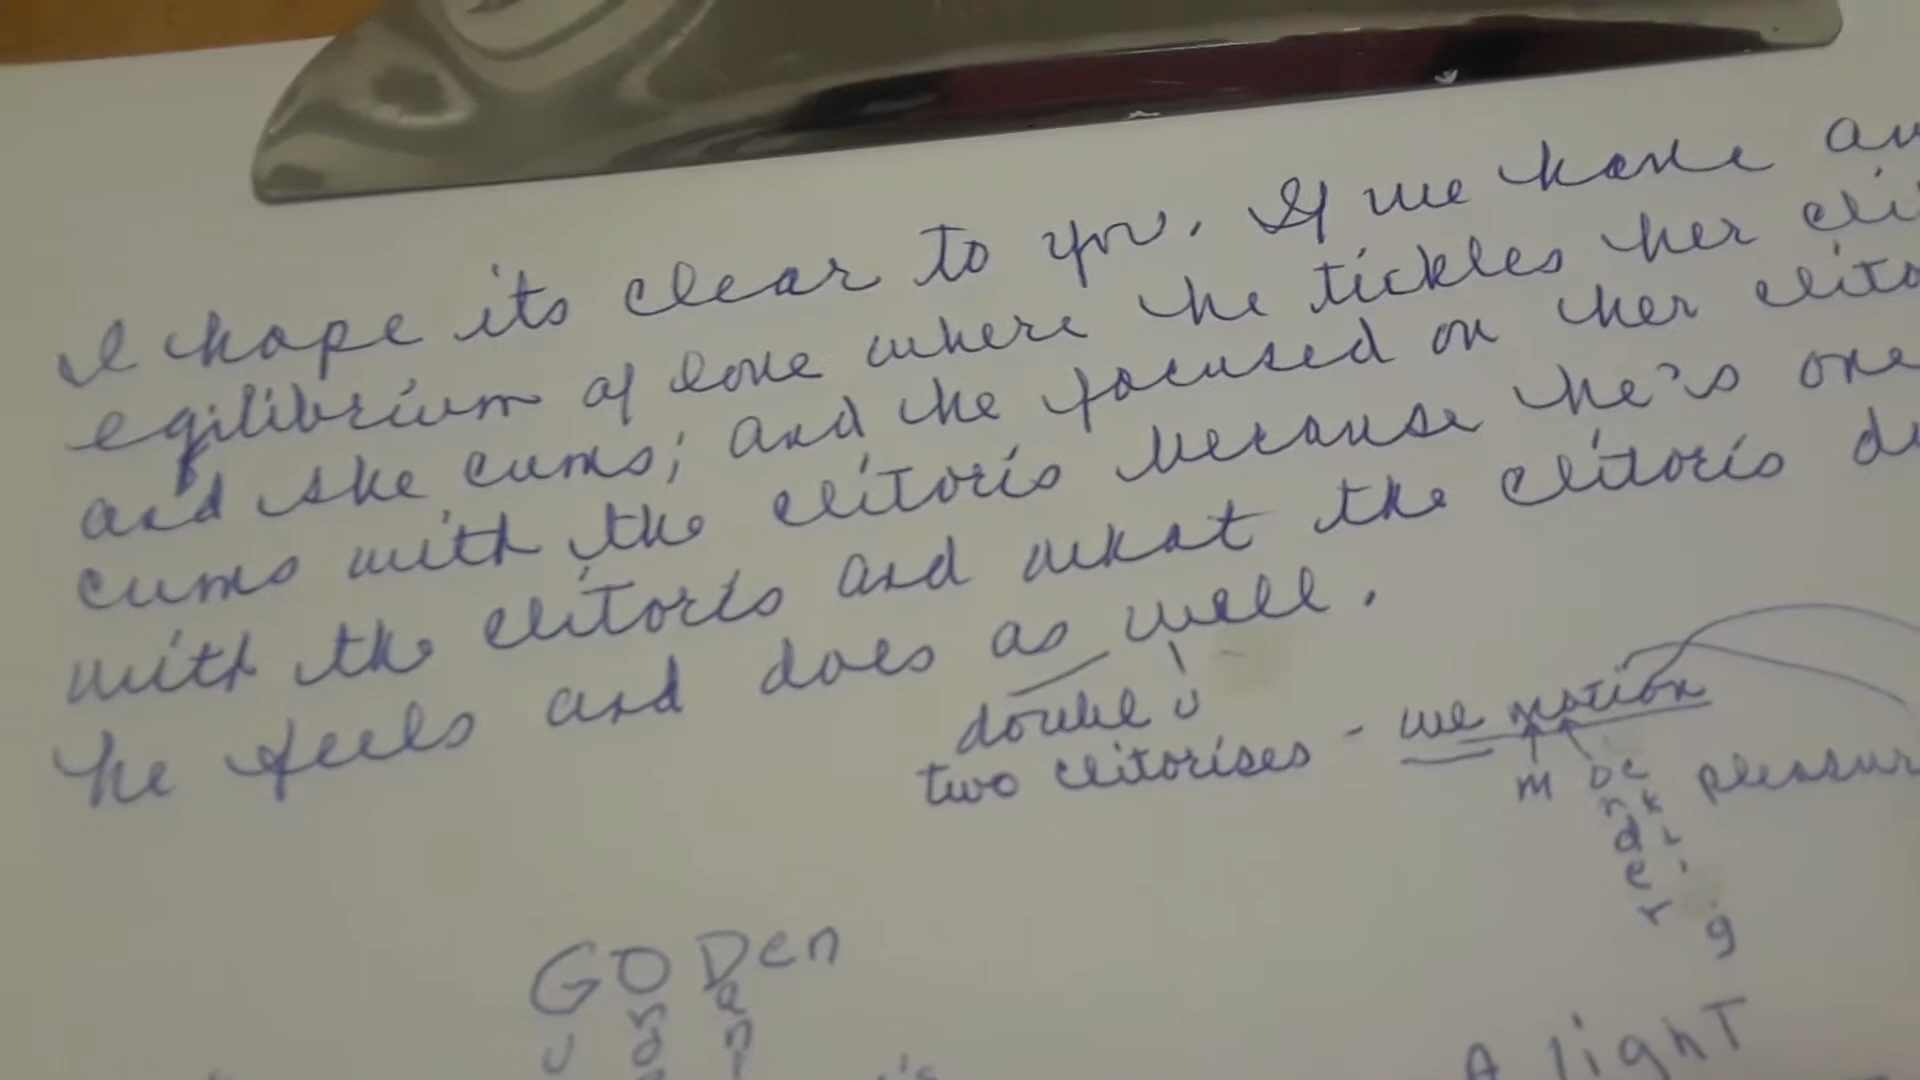 I hope its clear to you. If we have an
egilibrium of love where he tickles her cli
and she cums; and he focused on her clito
cums with the clitoris because he's one
with the clitoris and what the clitoris d
he feels and does as well.
double u
two clitorises - we motion
m
pleasur
GODen
A light